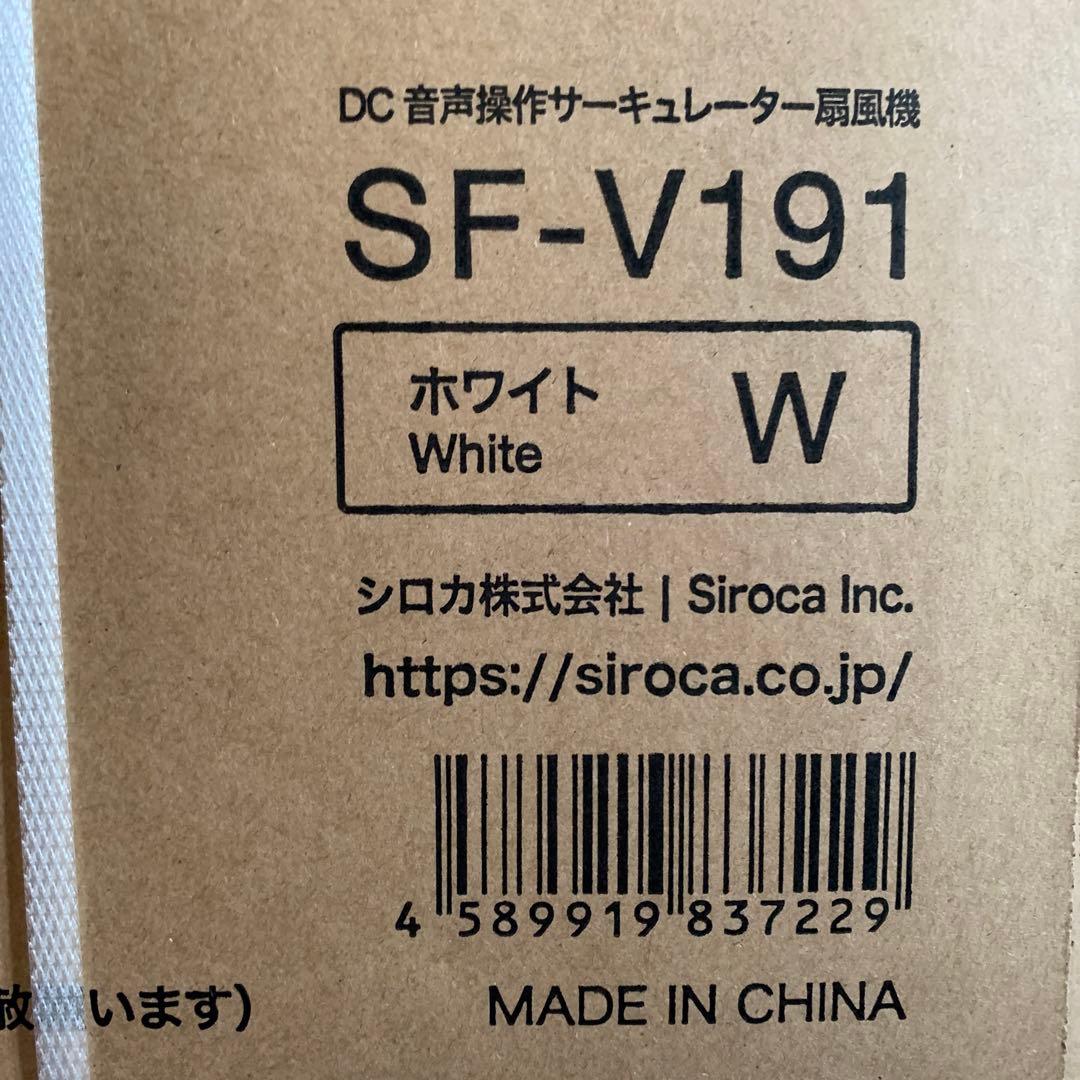 DC 音声操作サーキュレーター扇風機
SF-V191
ホワイト
White
W
シロカ株式会社 | Siroca Inc.
https://siroca.co.jp/
4 589919 837229
います)
MADE IN CHINA